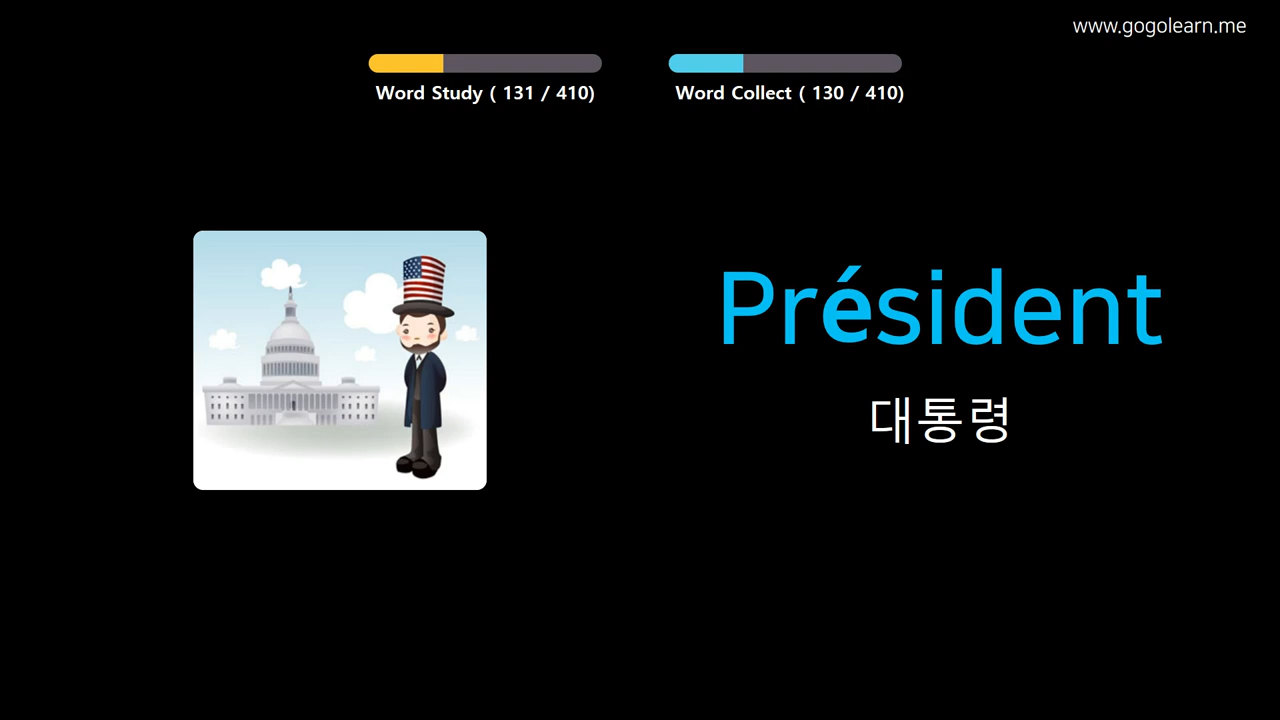 www.gogolearn.me
Word Study ( 131 / 410)
Word Collect ( 130 / 410)
Président
대통령